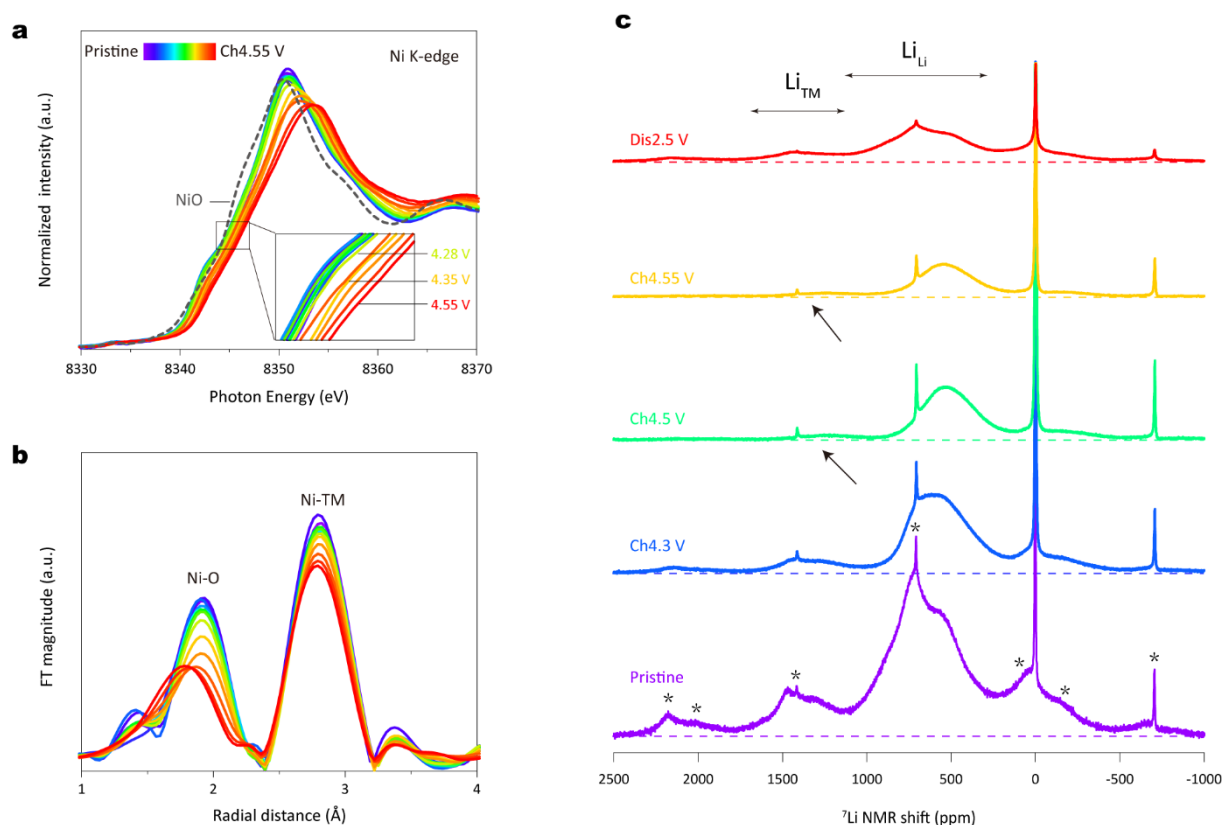 a
Pristine
Ch4.55 V
Ni K-edge
NiO
4.28 V
4.35 V
4.55 V
Normalized intensity (a.u.)
8330
8340
8350
8360
8370
Photon Energy (eV)
b
Ni-O
Ni-TM
FT magnitude (a.u.)
1
2
3
4
Radial distance (Å)
c
Li_Li
Li_TM
Dis2.5 V
Ch4.55 V
Ch4.5 V
Ch4.3 V
Pristine
*
*
*
*
*
*
*
2500
2000
1500
1000
500
0
-500
-1000
⁷Li NMR shift (ppm)